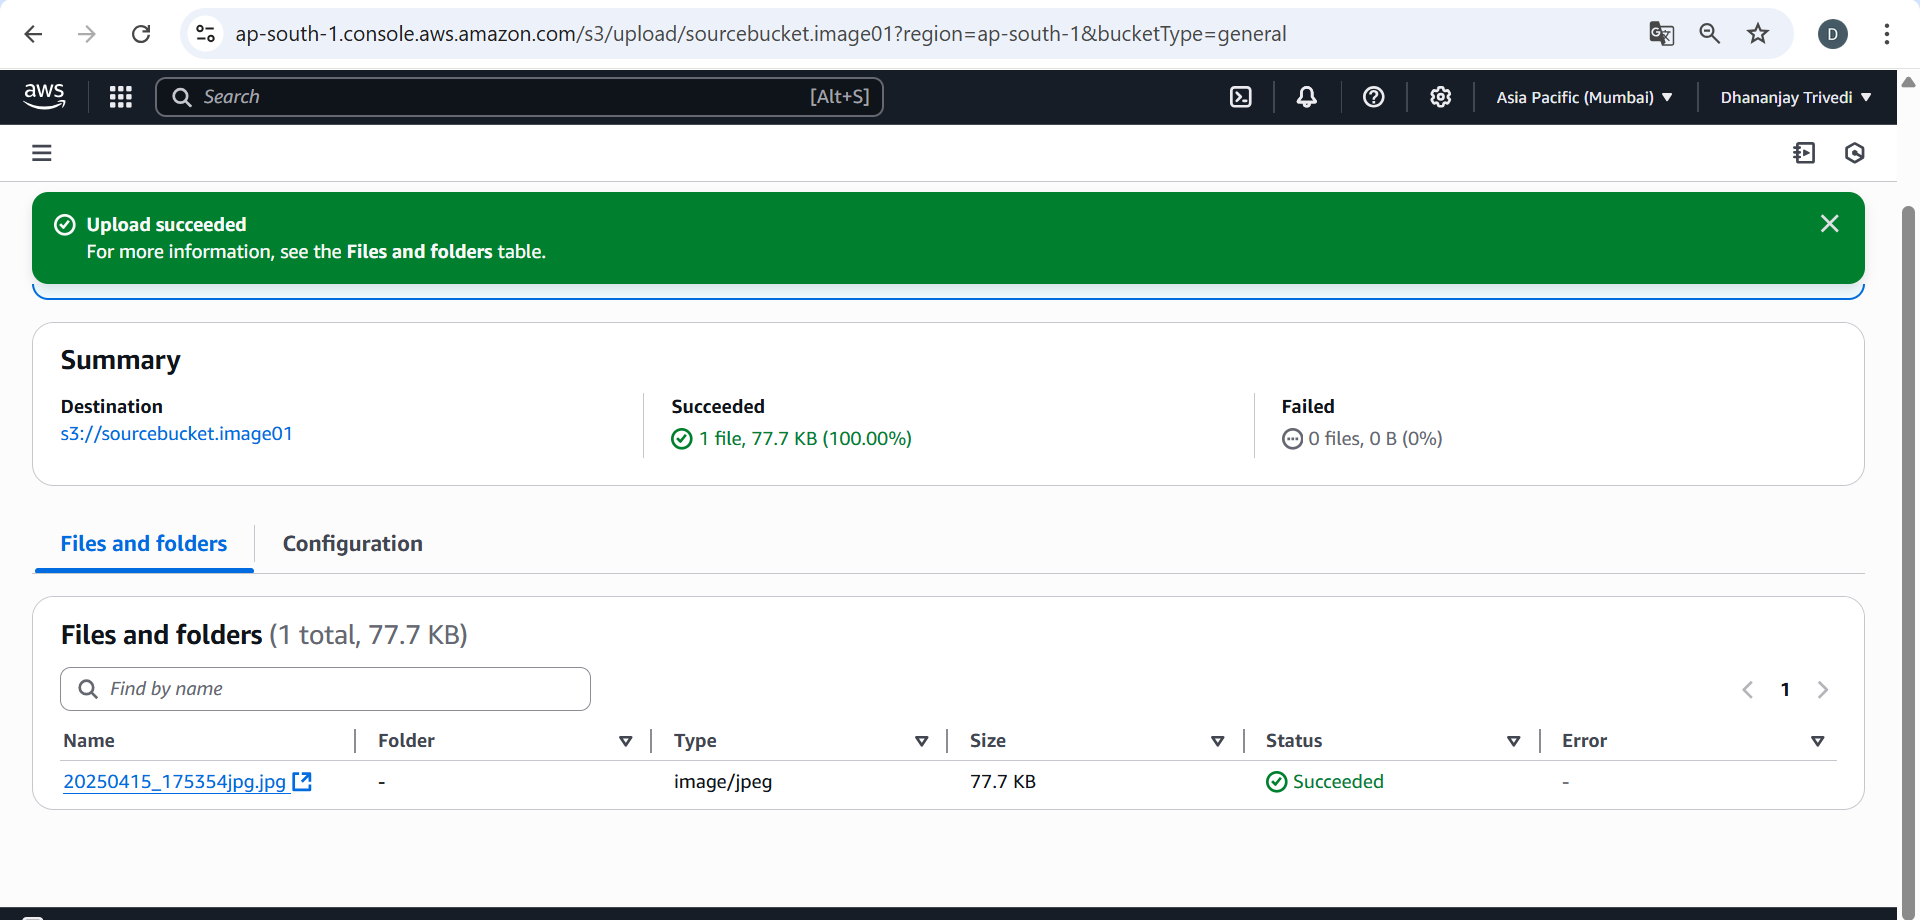 ap-south-1.console.aws.amazon.com/s3/upload/sourcebucket.image01?region=ap-south-1&bucketType=general
D
aws
Search
[Alt+S]
Asia Pacific (Mumbai)
Dhananjay Trivedi
Upload succeeded
For more information, see the Files and folders table.
Summary
Destination
s3://sourcebucket.image01
Succeeded
1 file, 77.7 KB (100.00%)
Failed
0 files, 0 B (0%)
Files and folders
Configuration
Files and folders (1 total, 77.7 KB)
Find by name
1
Name Folder Type Size Status Error
20250415_175354jpg.jpg - image/jpeg 77.7 KB Succeeded -